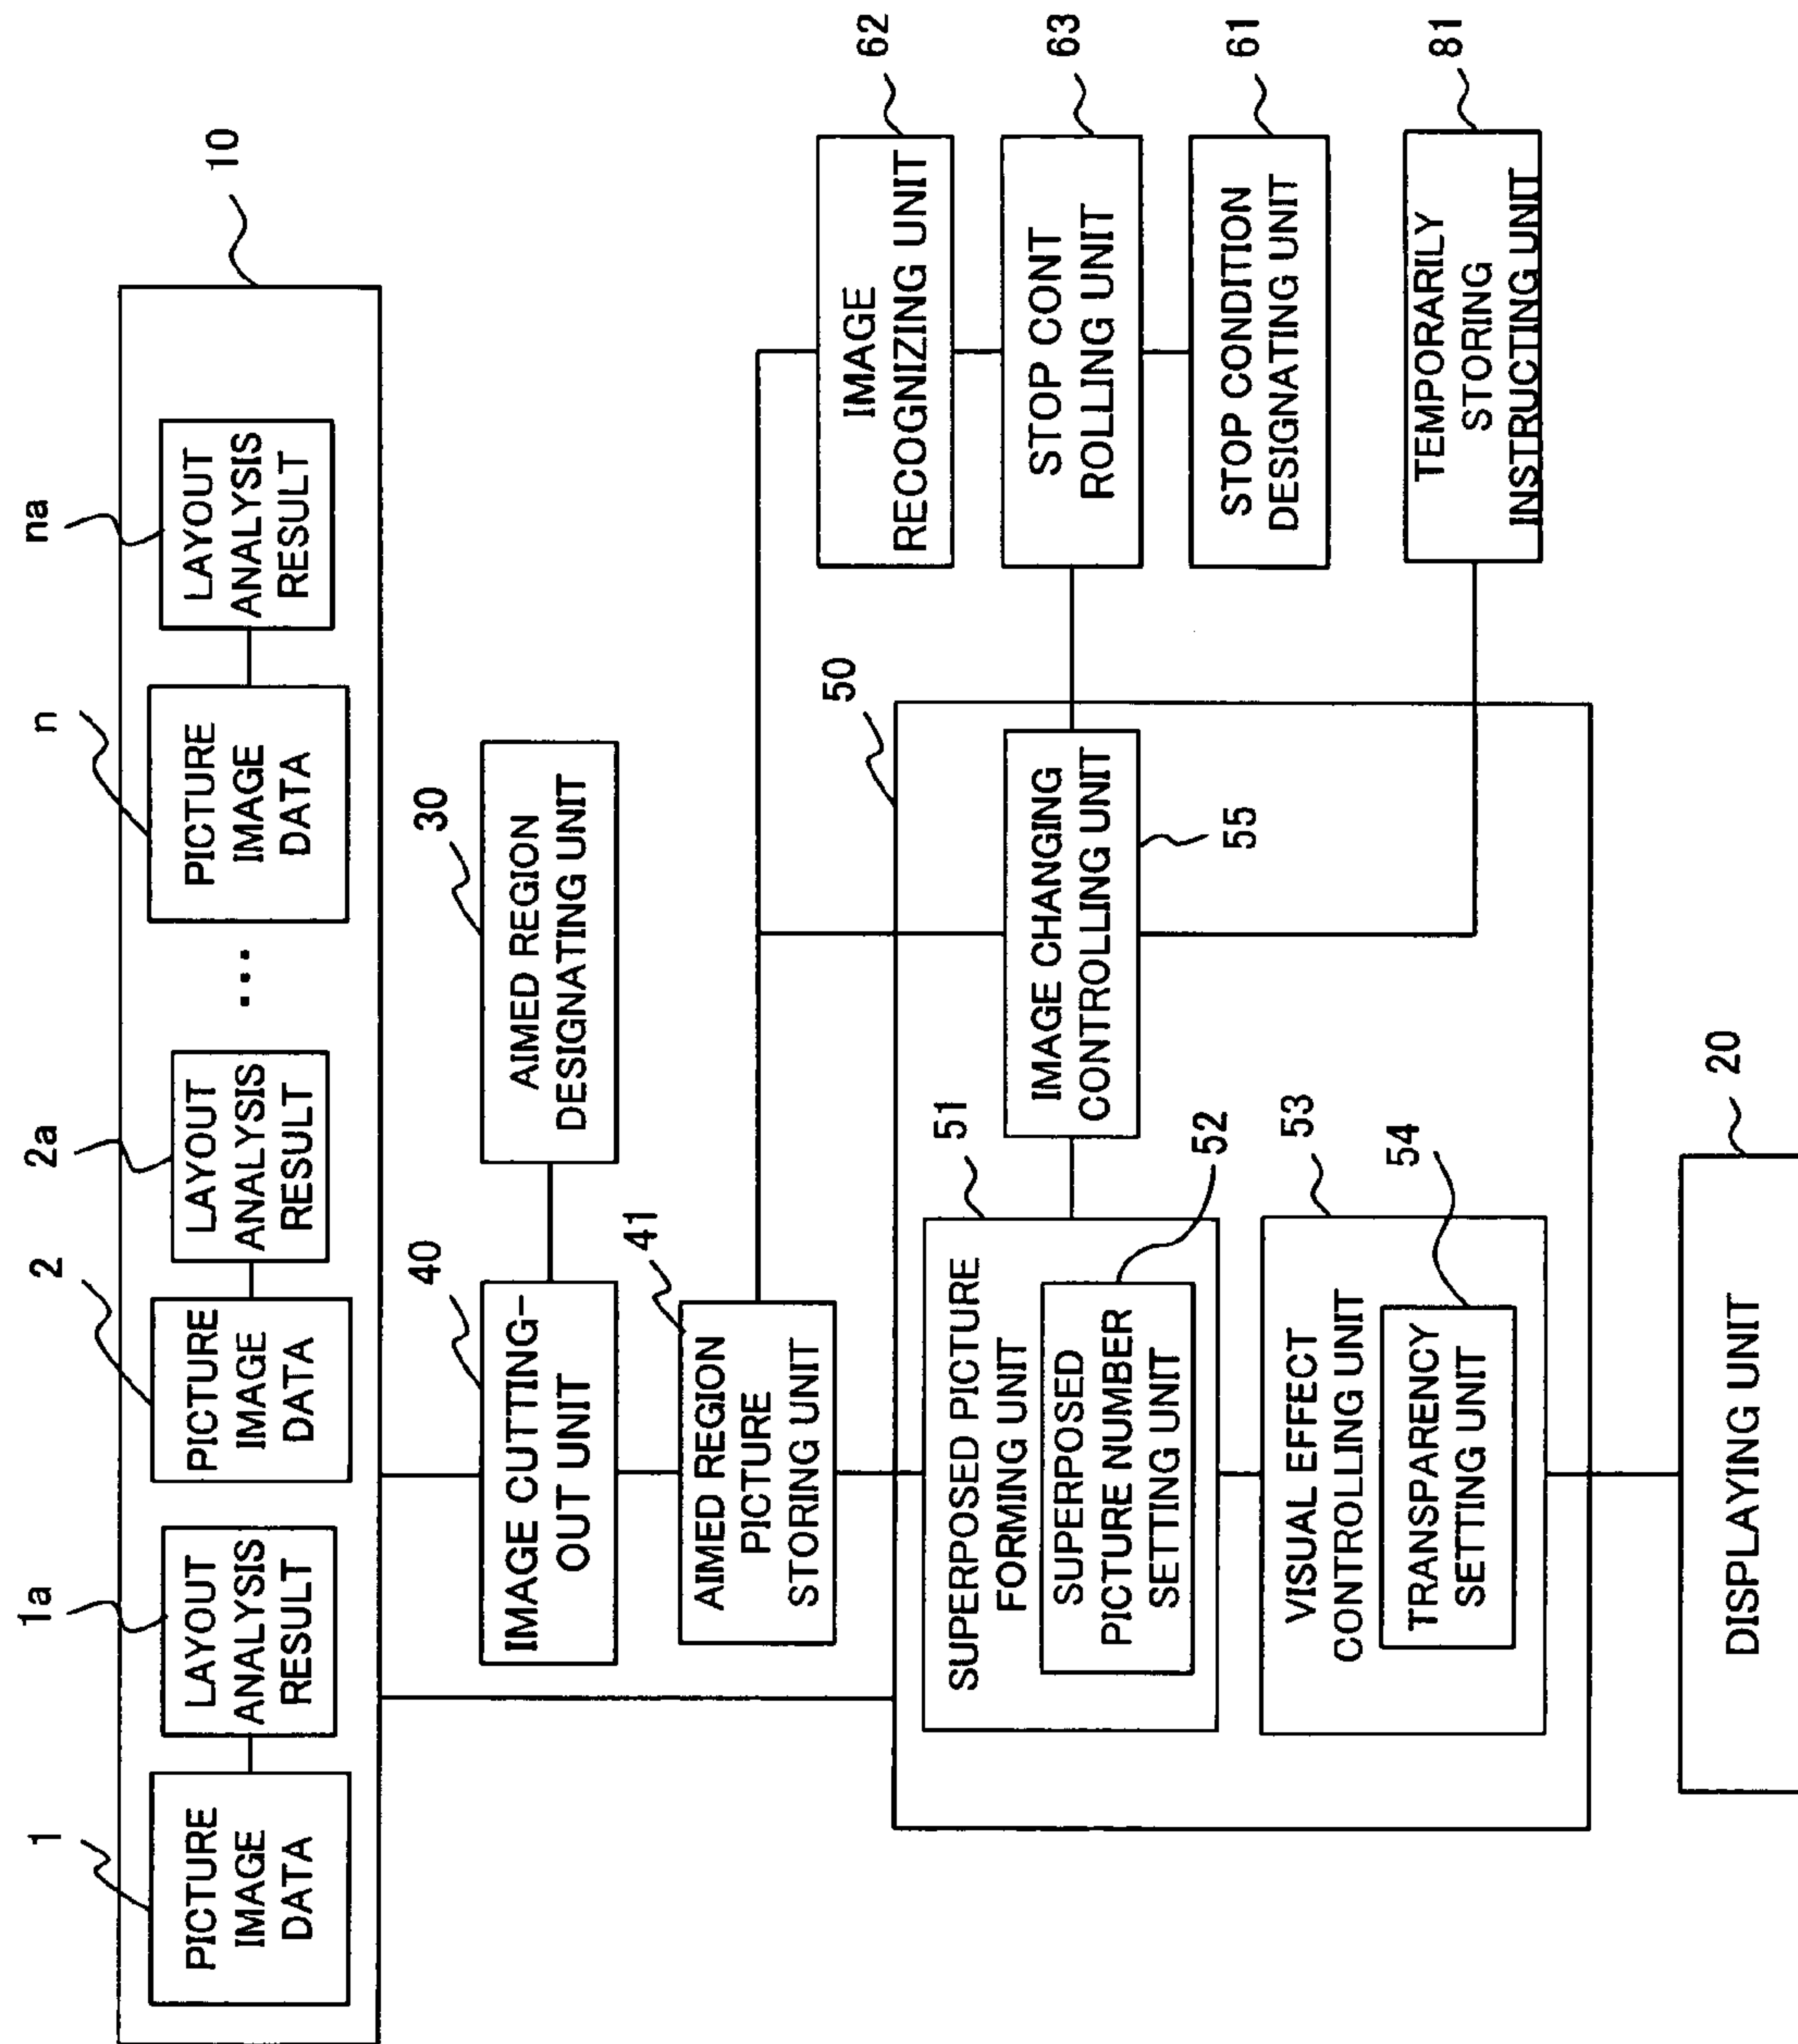 10
1
PICTURE
IMAGE
DATA
1a
LAYOUT
ANALYSIS
RESULT
2
PICTURE
IMAGE
DATA
2a
LAYOUT
ANALYSIS
RESULT
...
n
PICTURE
IMAGE
DATA
na
LAYOUT
ANALYSIS
RESULT
40
IMAGE CUTTING-
OUT UNIT
30
AIMED REGION
DESIGNATING UNIT
41
AIMED REGION
PICTURE
STORING UNIT
50
51
SUPERPOSED PICTURE
FORMING UNIT
52
SUPERPOSED
PICTURE NUMBER
SETTING UNIT
53
VISUAL EFFECT
CONTROLLING UNIT
54
TRANSPARENCY
SETTING UNIT
IMAGE CHANGING
CONTROLLING UNIT
55
IMAGE
RECOGNIZING UNIT
62
STOP CONT
ROLLING UNIT
63
STOP CONDITION
DESIGNATING UNIT
61
TEMPORARILY
STORING
INSTRUCTING UNIT
81
20
DISPLAYING UNIT